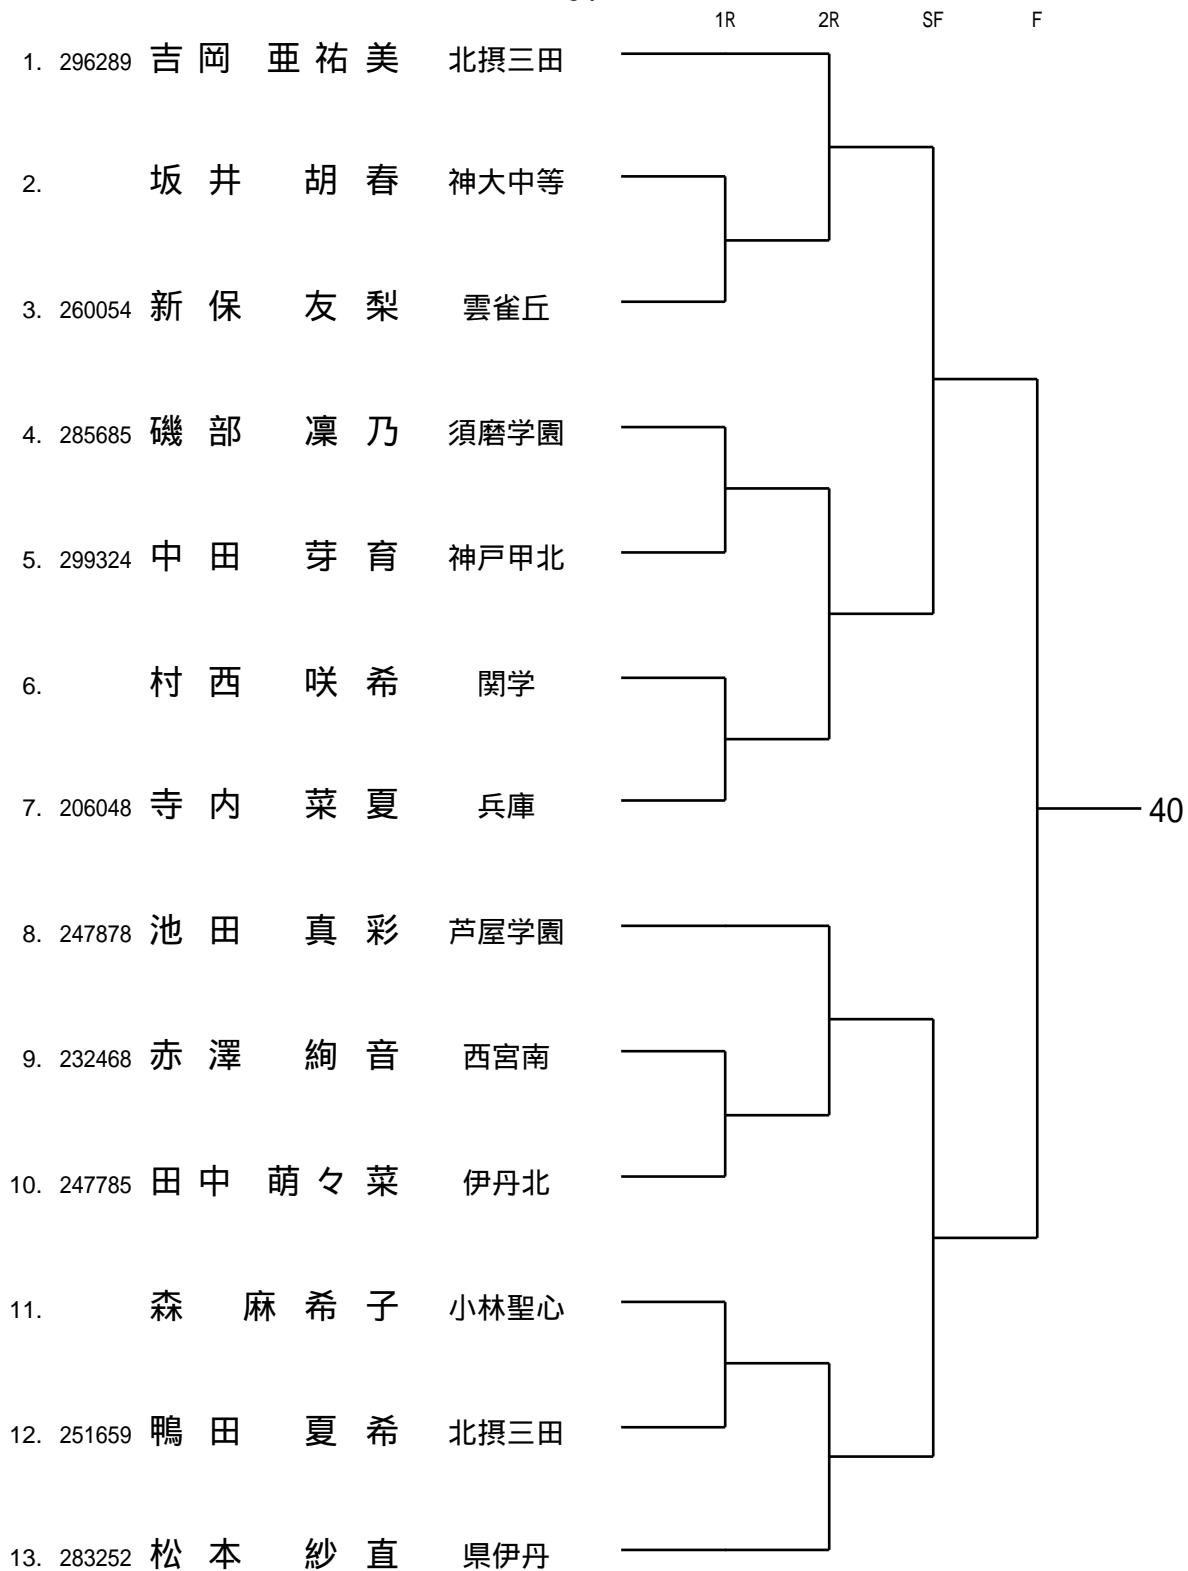 1R 2R SF F
1. 296289 吉岡 亜祐美 北摂三田
2. 坂井 胡春 神大中等
3. 260054 新保 友梨 雲雀丘
4. 285685 磯部 凜乃 須磨学園
5. 299324 中田 芽育 神戸甲北
6. 村西 咲希 関学
7. 206048 寺内 菜夏 兵庫
40
8. 247878 池田 真彩 芦屋学園
9. 232468 赤澤 絢音 西宮南
10. 247785 田中 萌々菜 伊丹北
11. 森 麻希子 小林聖心
12. 251659 鴨田 夏希 北摂三田
13. 283252 松本 紗直 県伊丹